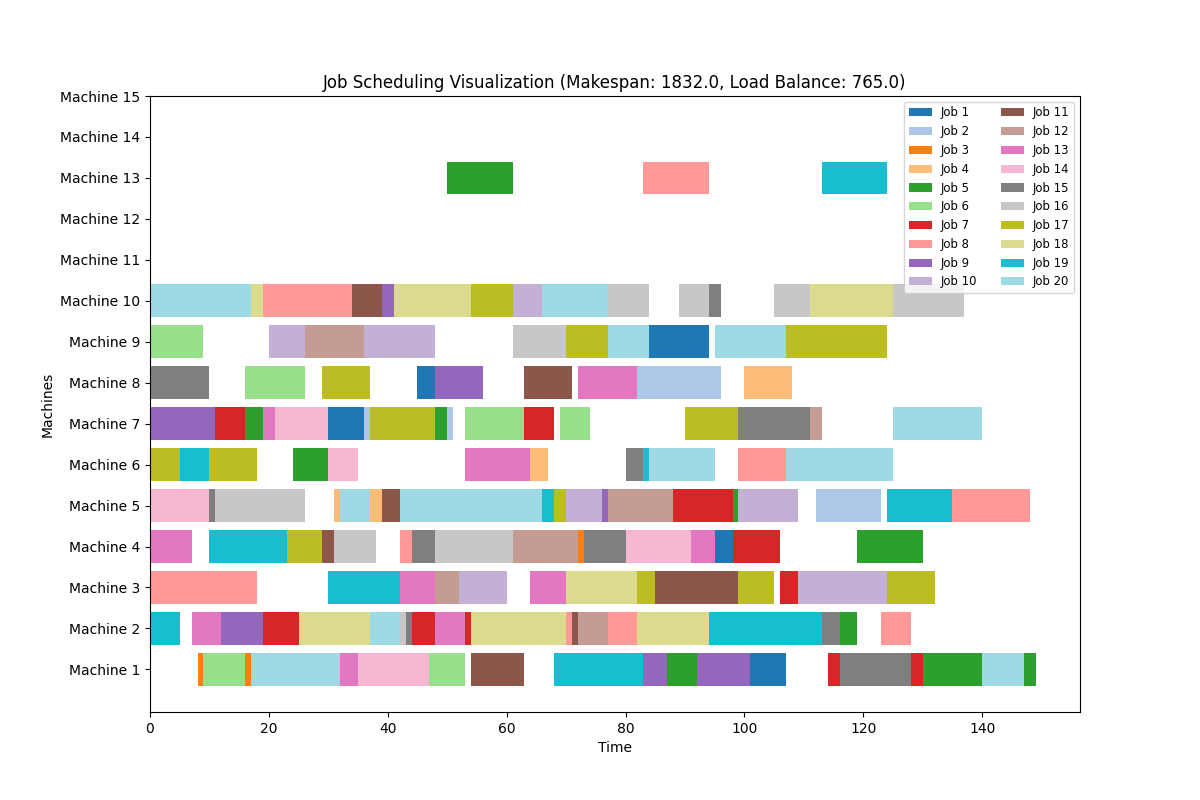 Job Scheduling Visualization (Makespan: 1832.0, Load Balance: 765.0)
Machine 15
Machine 14
Machine 13
Machine 12
Machine 11
Machine 10
Machine 9
Machine 8
Machine 7
Machine 6
Machine 5
Machine 4
Machine 3
Machine 2
Machine 1
Machines
Job 1
Job 2
Job 3
Job 4
Job 5
Job 6
Job 7
Job 8
Job 9
Job 10
Job 11
Job 12
Job 13
Job 14
Job 15
Job 16
Job 17
Job 18
Job 19
Job 20
0 20 40 60 80 100 120 140
Time